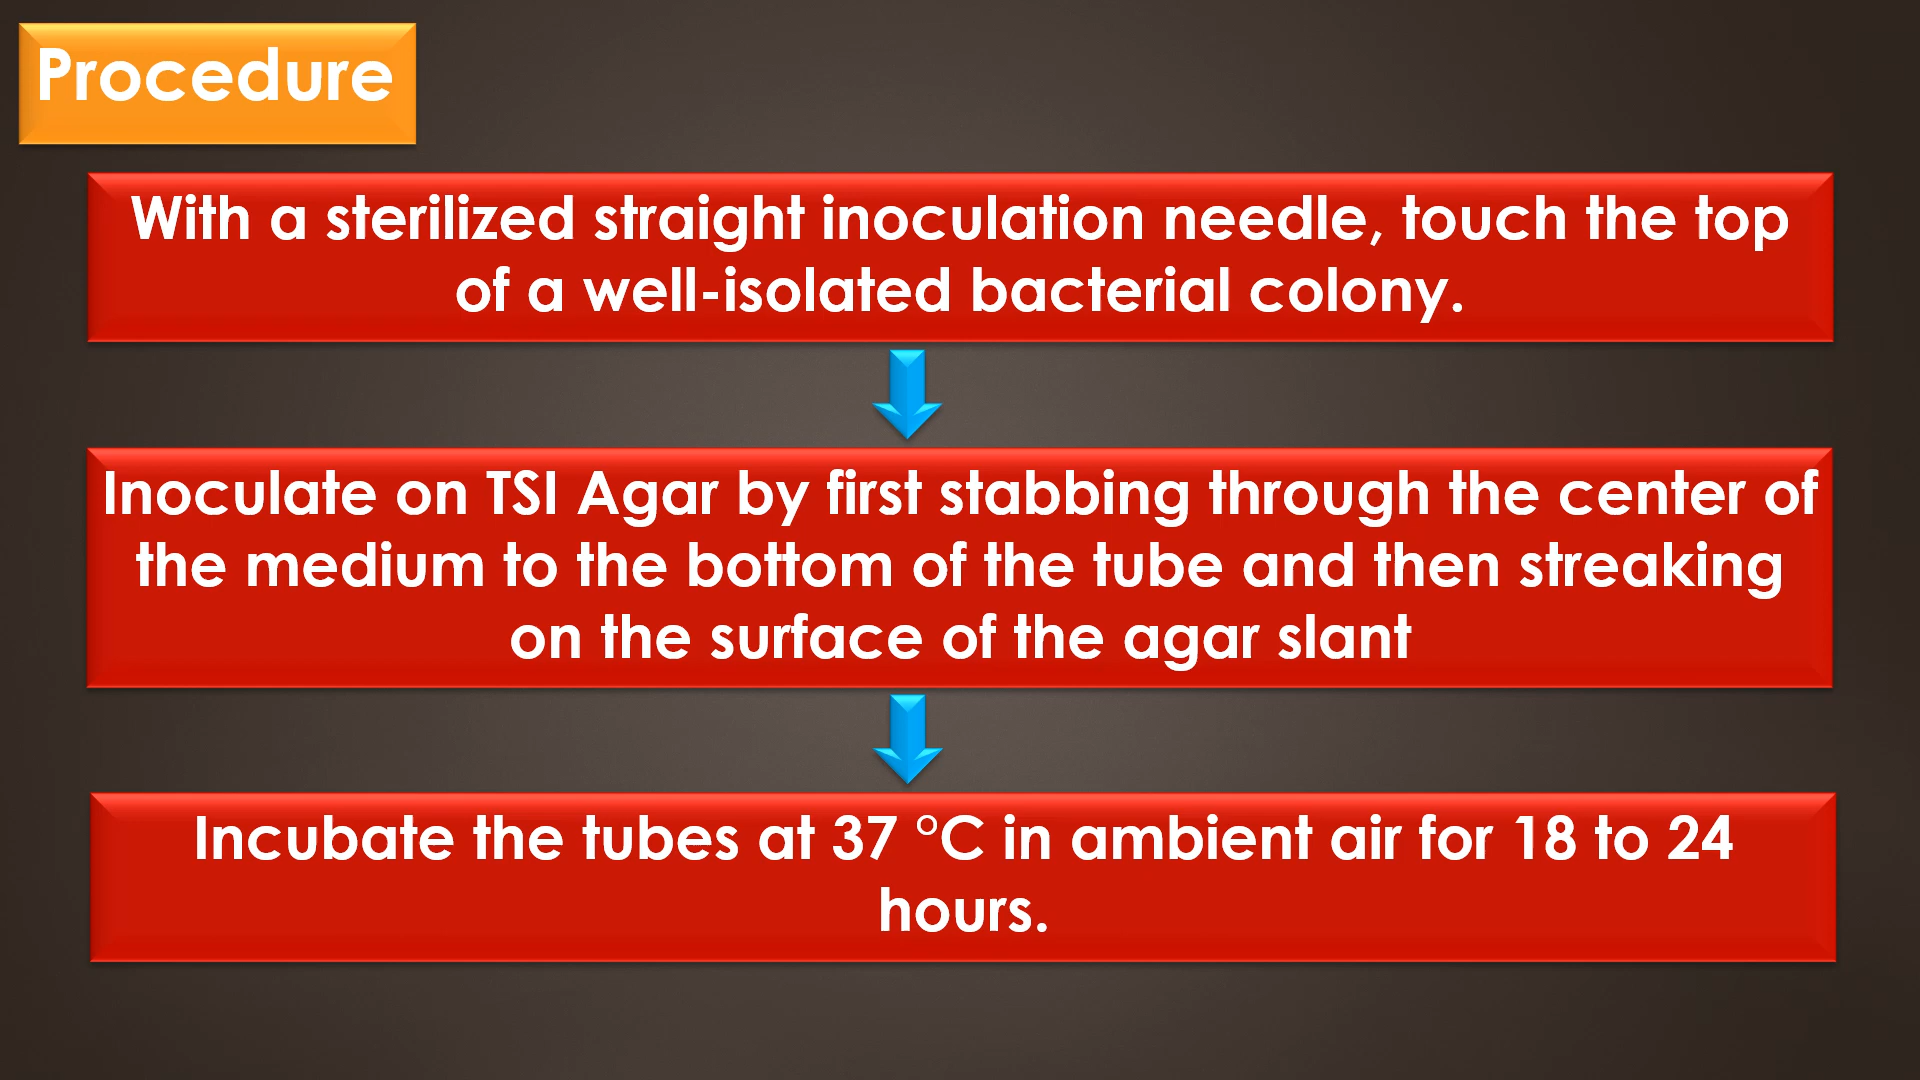 Procedure
With a sterilized straight inoculation needle, touch the top
of a well-isolated bacterial colony.
Inoculate on TSI Agar by first stabbing through the center of
the medium to the bottom of the tube and then streaking
on the surface of the agar slant
Incubate the tubes at 37 °C in ambient air for 18 to 24
hours.